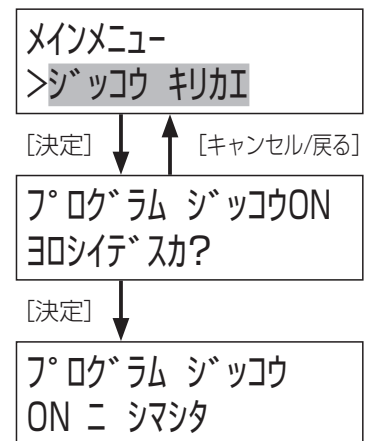 メインメニュー
>ジッコウ キリカエ
[決定] [キャンセル/戻る]
プログラム ジッコウON
ヨロシイデスカ?
[決定]
プログラム ジッコウ
ON ニ シマシタ